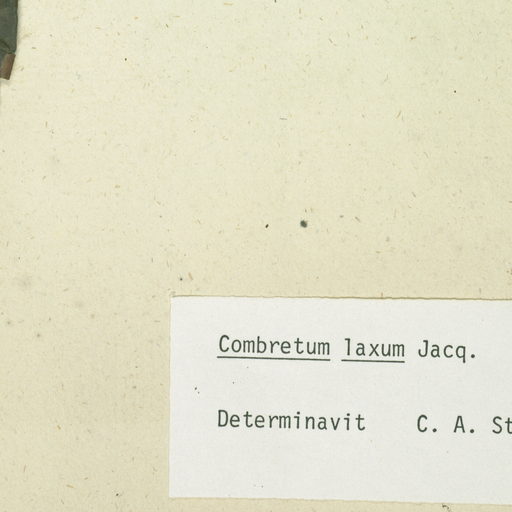 Combretum laxum Jacq.
Determinavit C. A. St